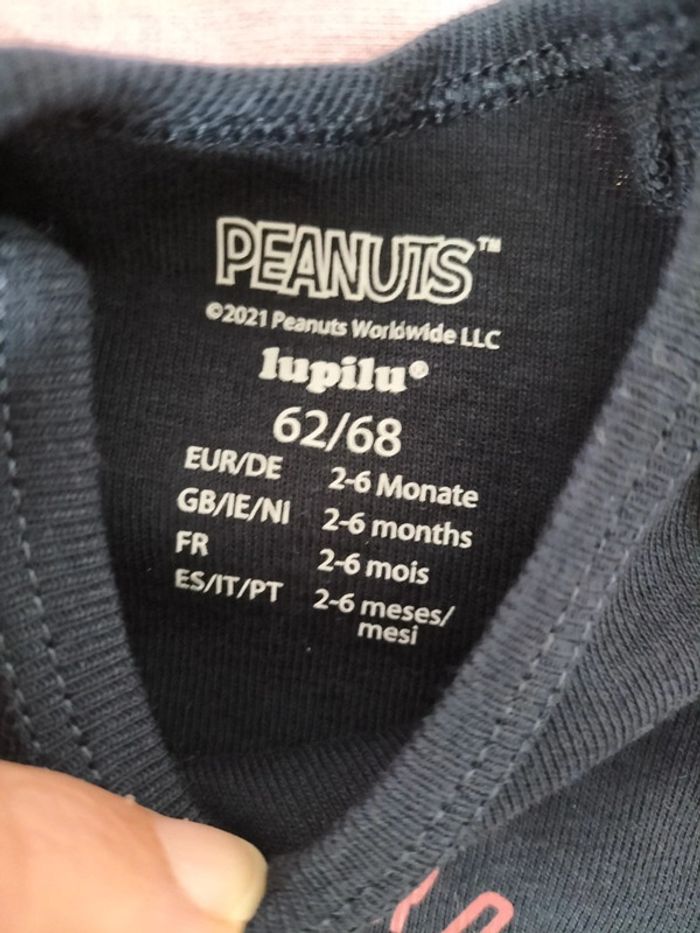 PEANUTS™
©2021 Peanuts Worldwide LLC
lupilu®
62/68
EUR/DE 2-6 Monate
GB/IE/NI 2-6 months
FR 2-6 mois
ES/IT/PT 2-6 meses/
mesi